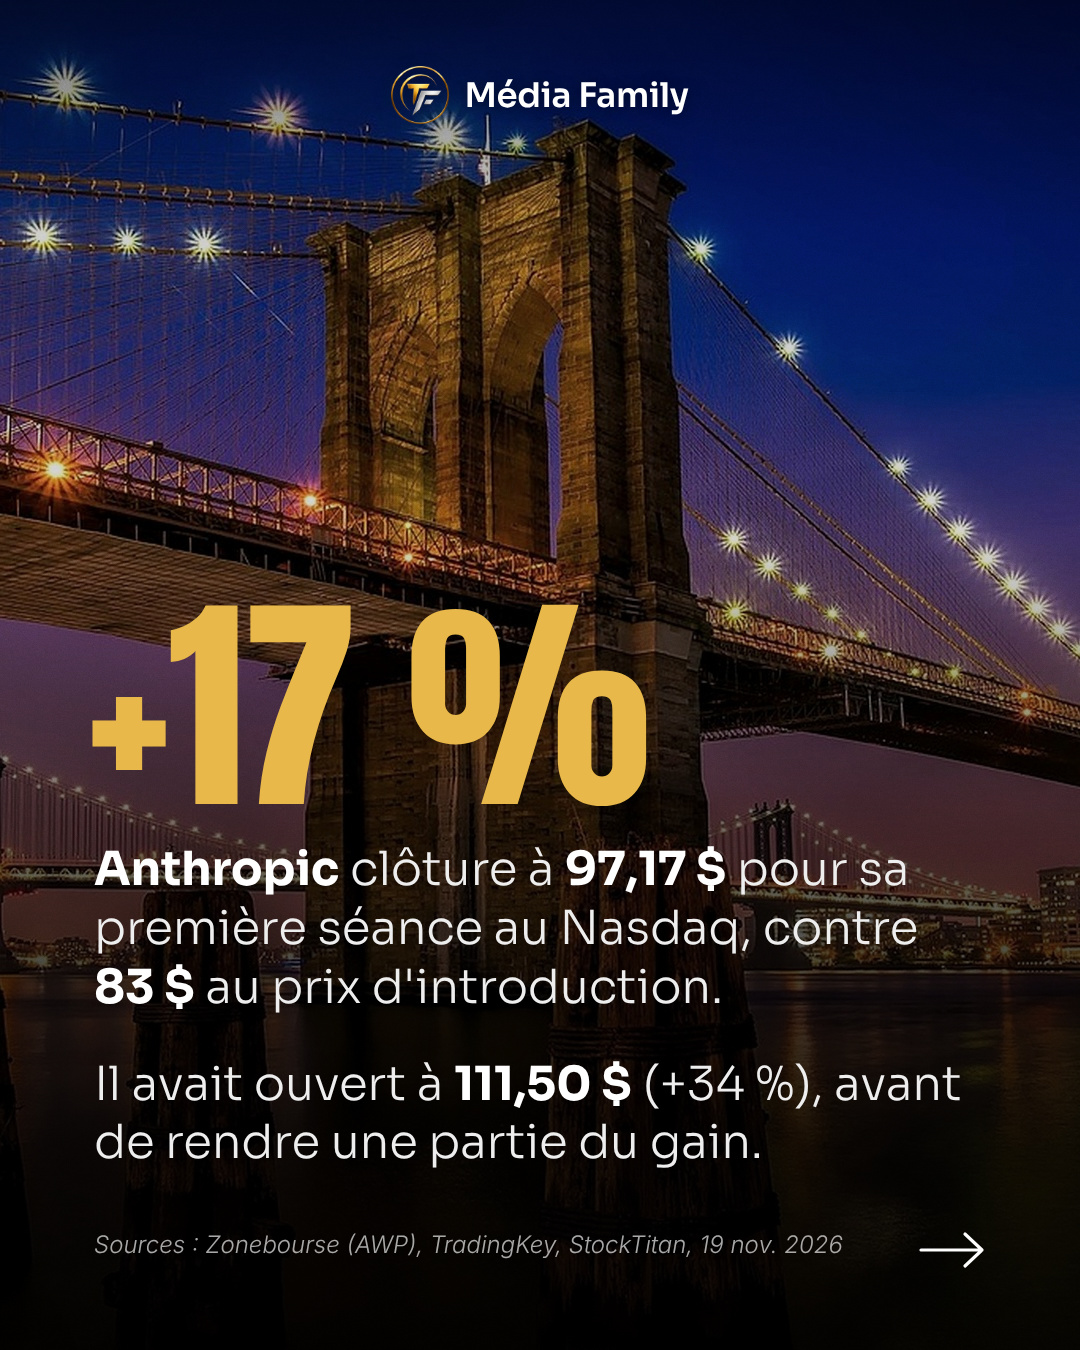 TF Média Family
+17 %
Anthropic clôture à 97,17 $ pour sa
première séance au Nasdaq, contre
83 $ au prix d'introduction.
Il avait ouvert à 111,50 $ (+34 %), avant
de rendre une partie du gain.
Sources : Zonebourse (AWP), TradingKey, StockTitan, 19 nov. 2026